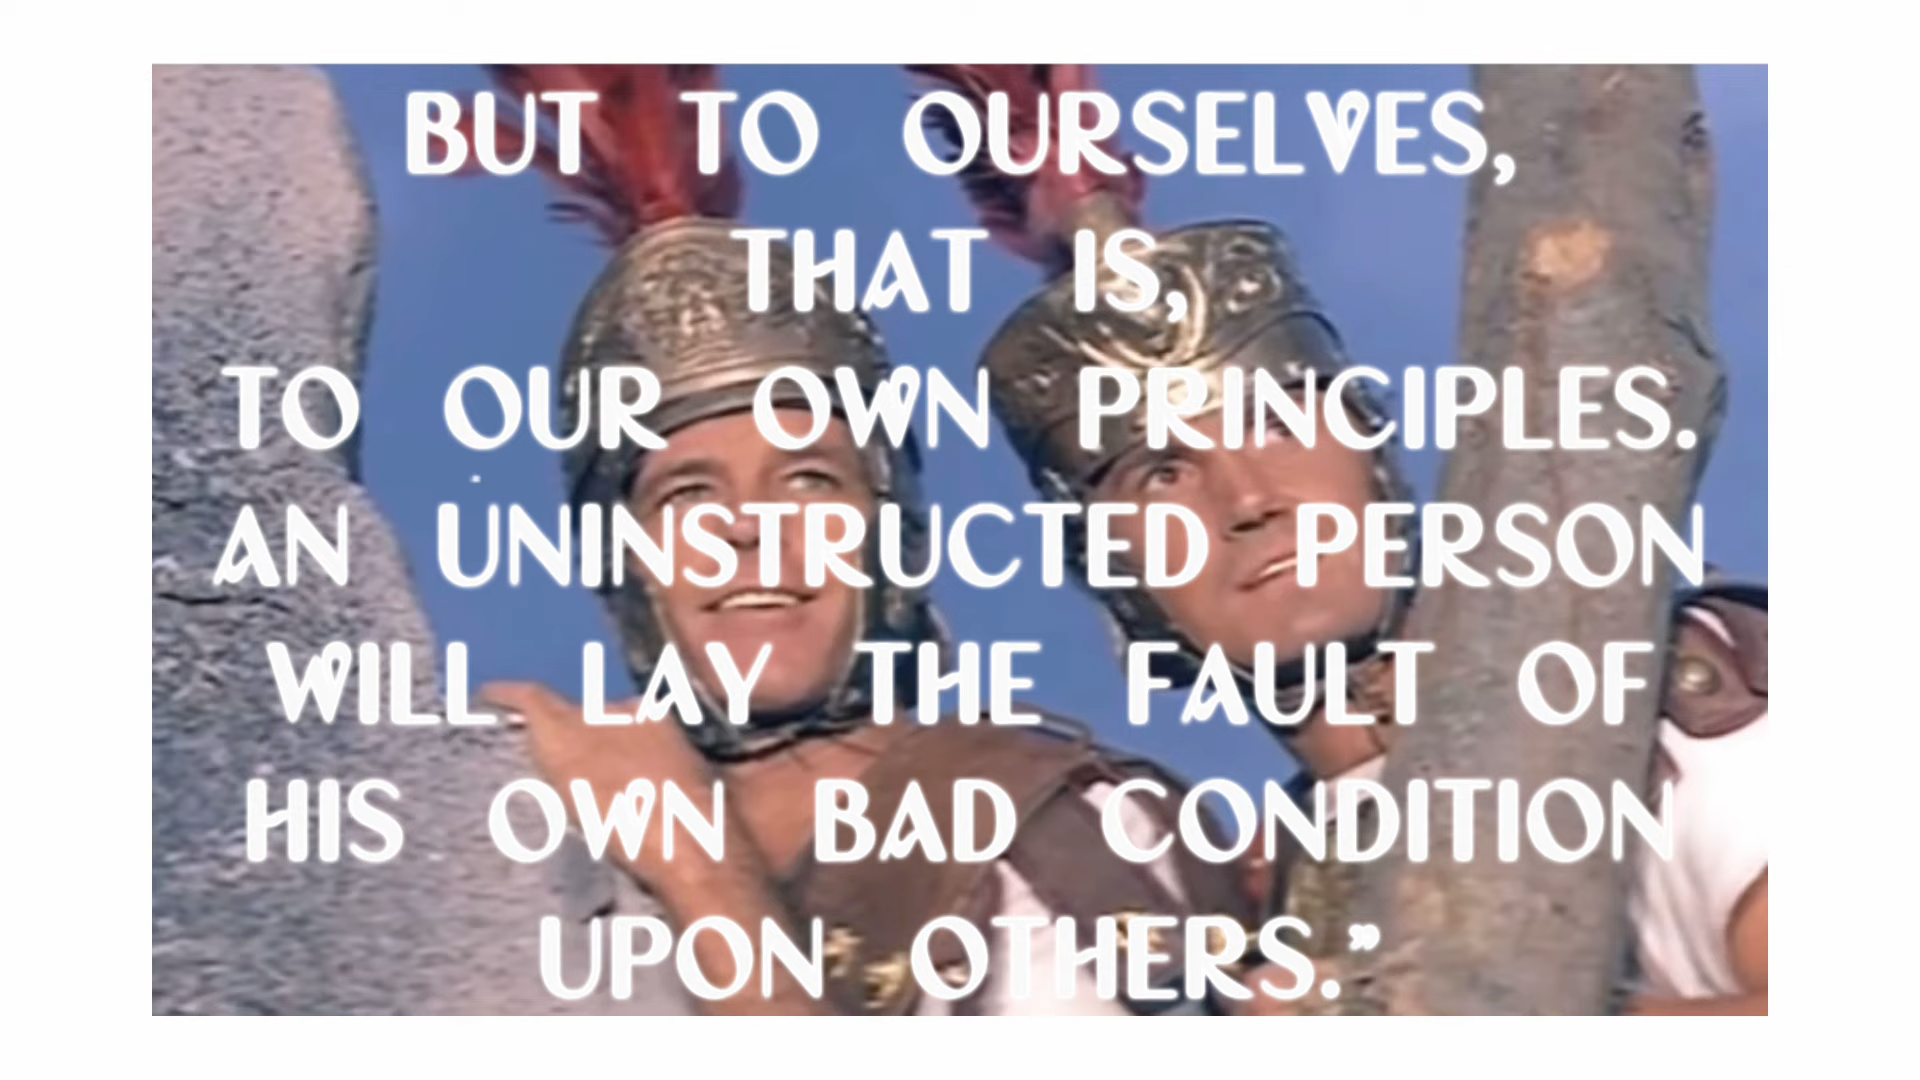 BUT TO OURSELVES,
THAT IS,
TO OUR OWN PRINCIPLES.
AN UNINSTRUCTED PERSON
WILL LAY THE FAULT OF
HIS OWN BAD CONDITION
UPON OTHERS.”